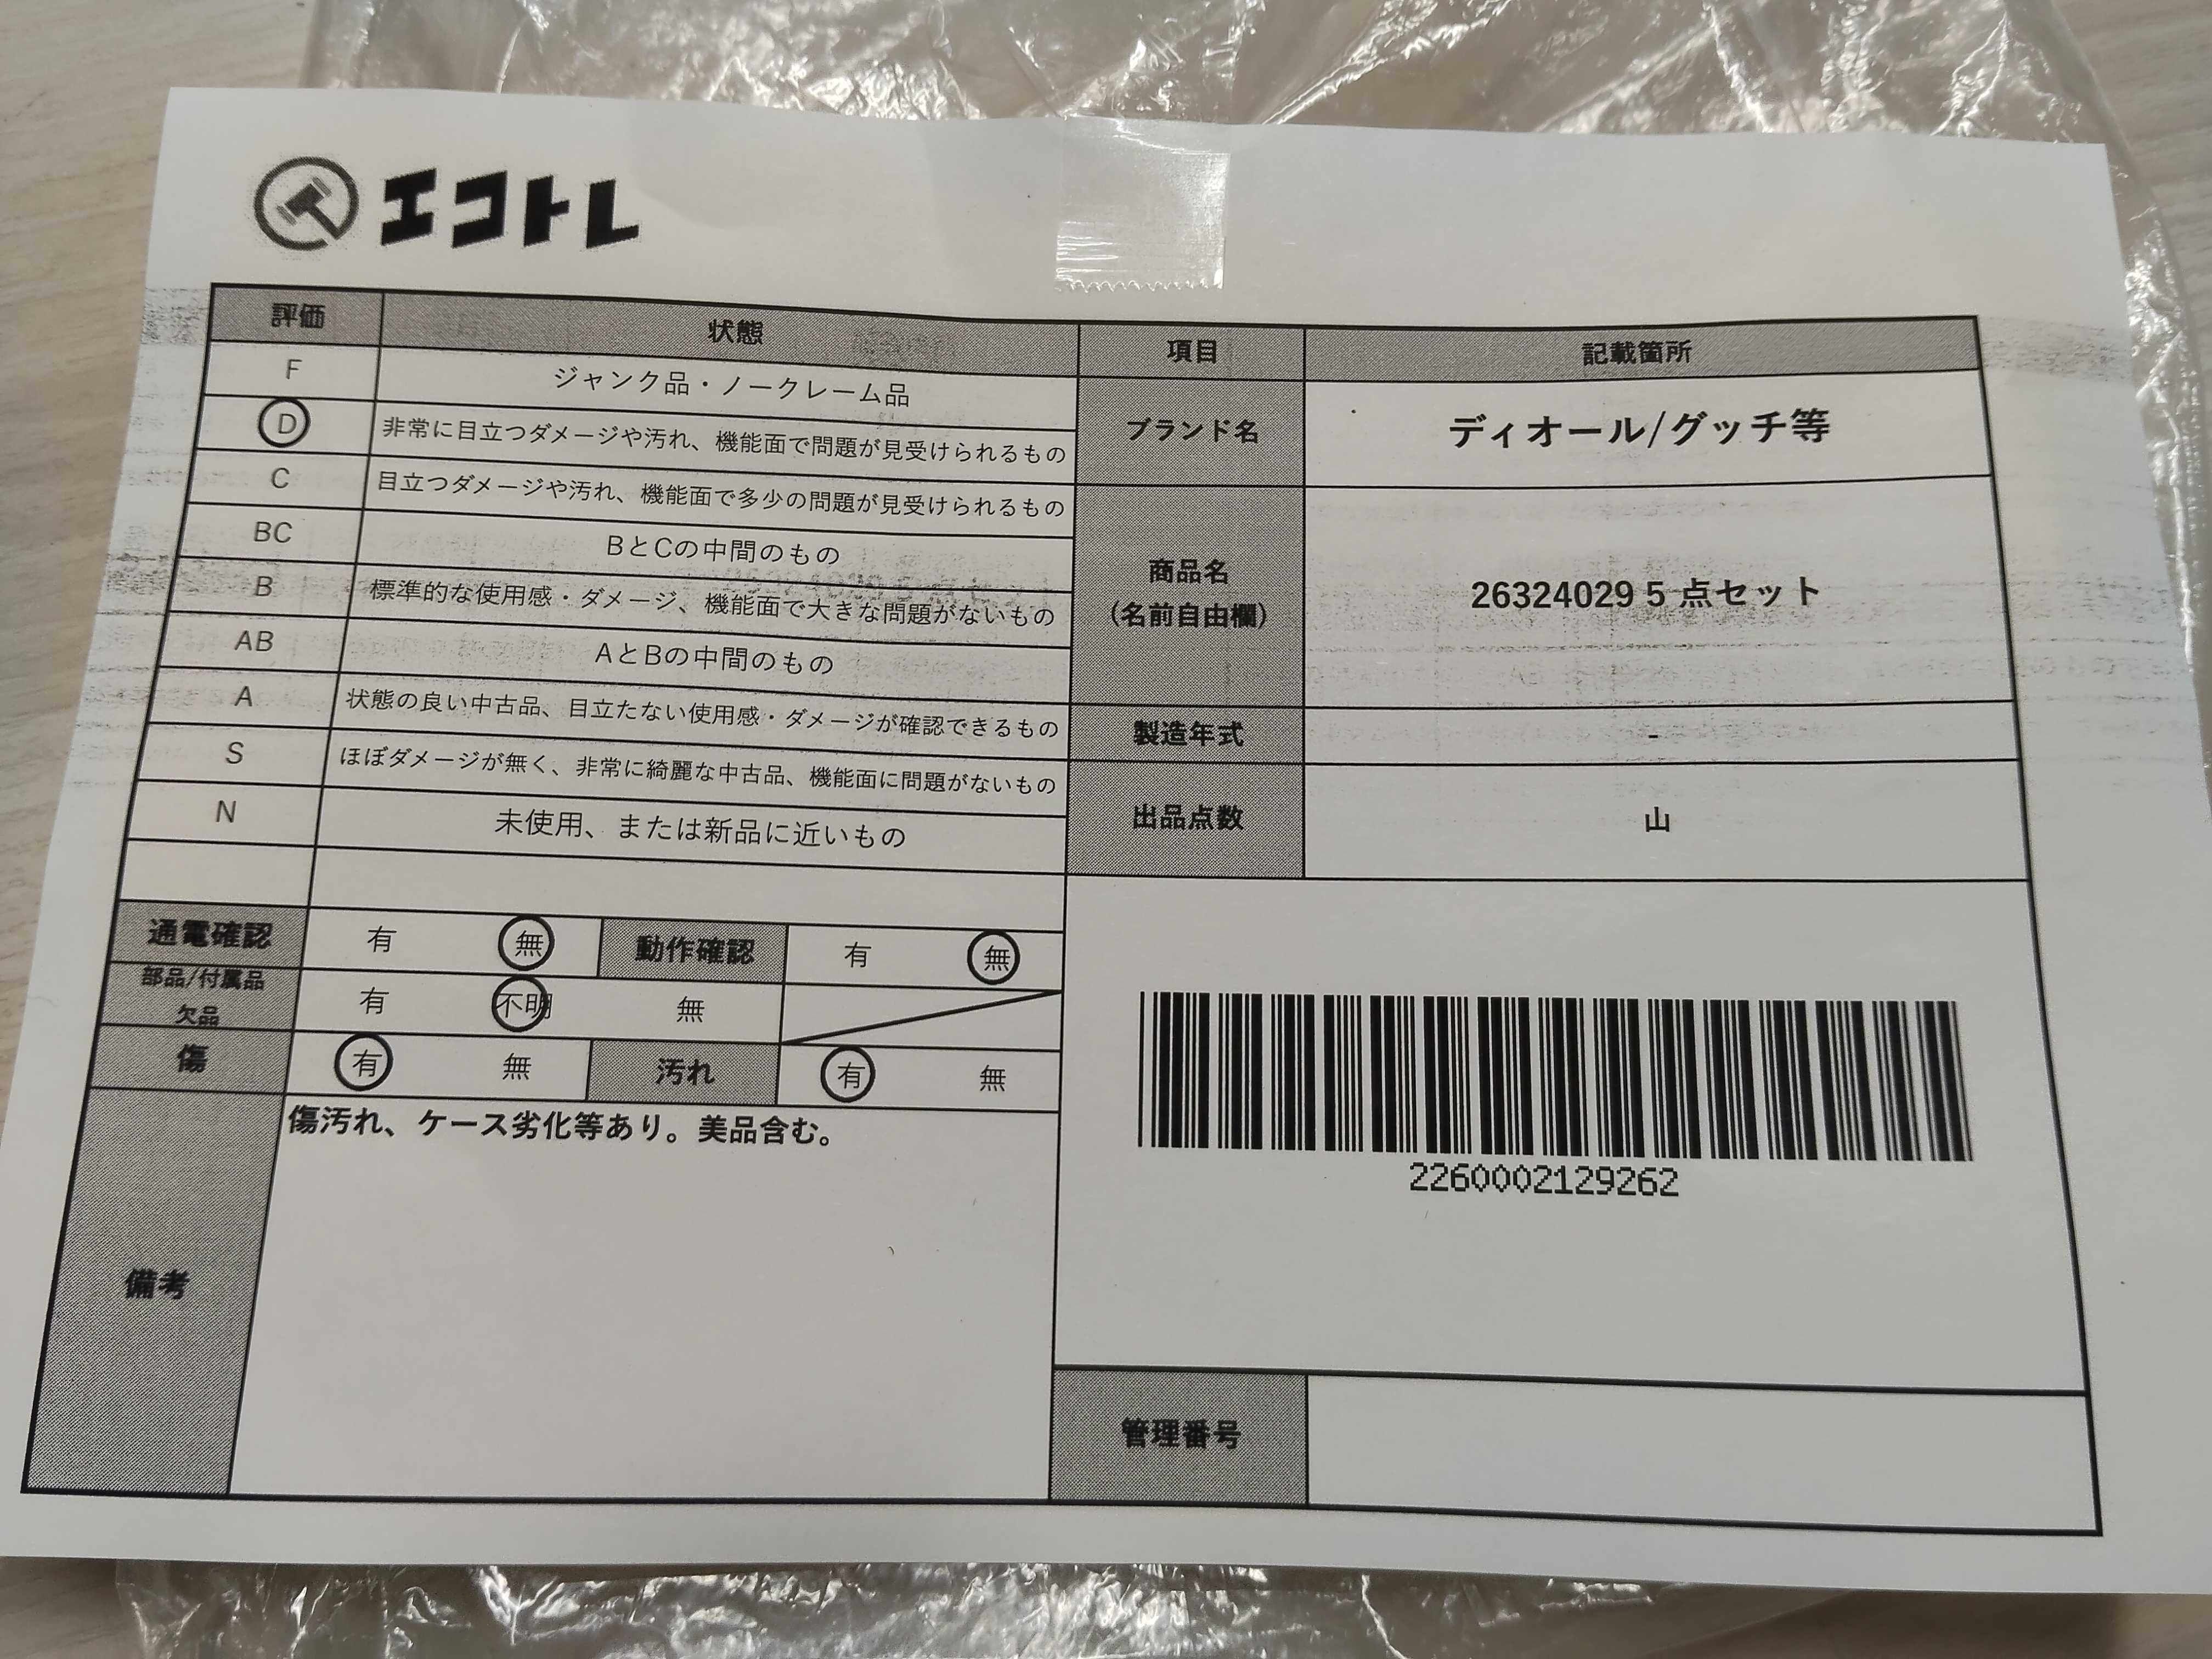 エコトレ
評価 状態 項目 記載箇所
F ジャンク品・ノークレーム品
D 非常に目立つダメージや汚れ、機能面で問題が見受けられるもの
ブランド名 ディオール/グッチ等
C 目立つダメージや汚れ、機能面で多少の問題が見受けられるもの
BC BとCの中間のもの
B 標準的な使用感・ダメージ、機能面で大きな問題がないもの
商品名
(名前自由欄)
26324029 5 点セット
AB AとBの中間のもの
A 状態の良い中古品、目立たない使用感・ダメージが確認できるもの
製造年式 -
S ほぼダメージが無く、非常に綺麗な中古品、機能面に問題がないもの
N 未使用、または新品に近いもの
出品点数 山
通電確認 有 無 動作確認 有 無
部品/付属品
欠品
有 不明 無
傷 有 無 汚れ 有 無
備考
傷汚れ、ケース劣化等あり。美品含む。
2260002129262
管理番号